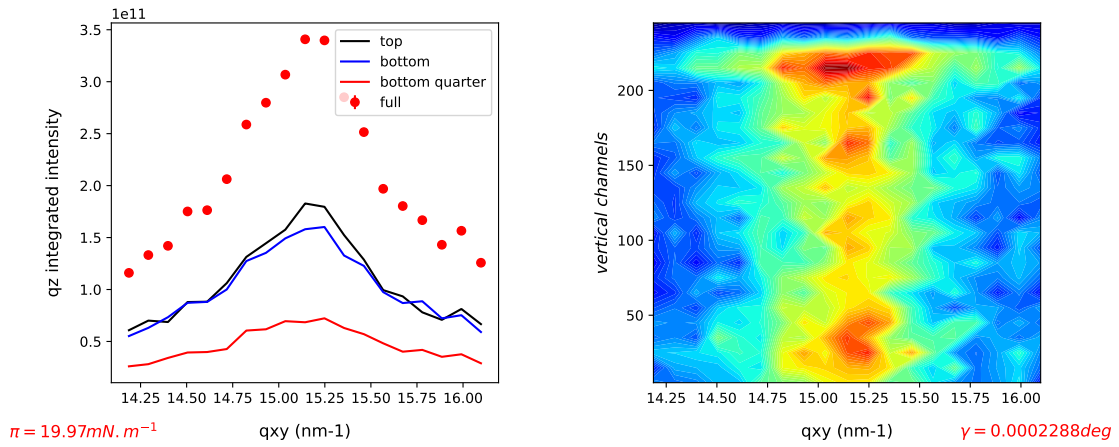 1e11
3.5
3.0
2.5
2.0
1.5
1.0
0.5
qz integrated intensity
top
bottom
bottom quarter
full
14.25 14.50 14.75 15.00 15.25 15.50 15.75 16.00
qxy (nm-1)
π = 19.97mN.m⁻¹
200
150
100
50
vertical channels
14.25 14.50 14.75 15.00 15.25 15.50 15.75 16.00
qxy (nm-1)
γ = 0.0002288deg